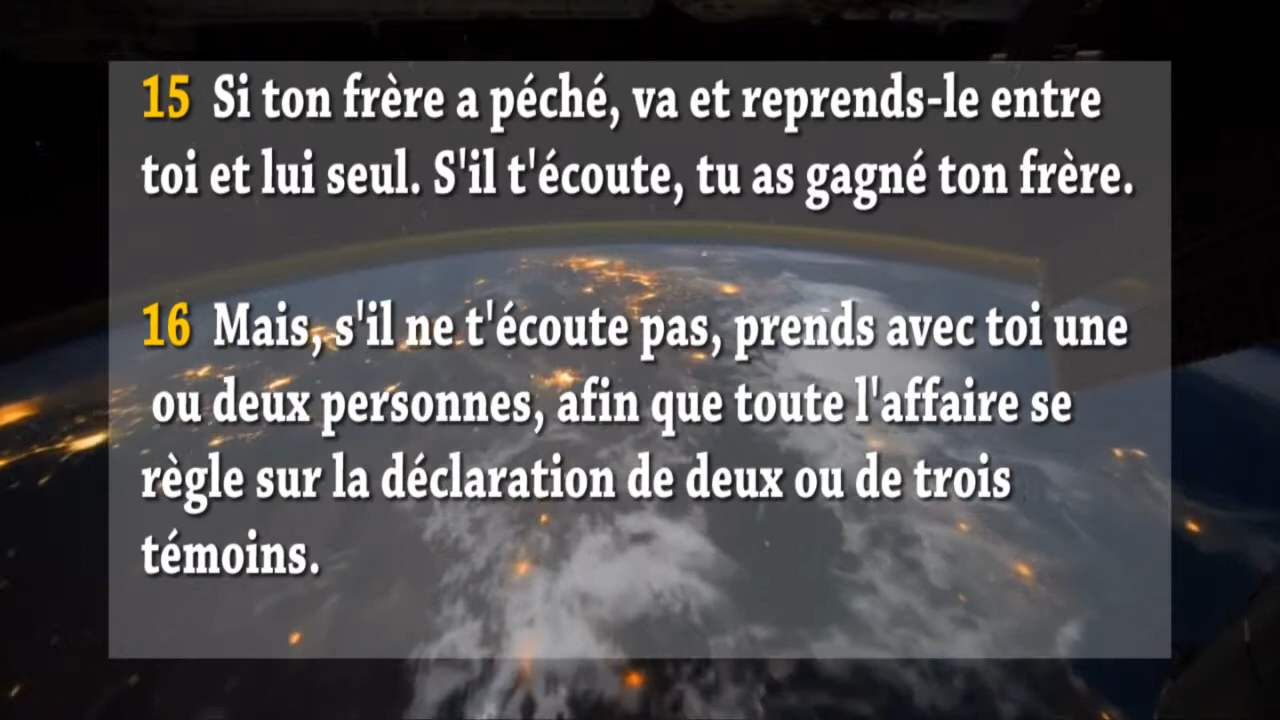 15 Si ton frère a péché, va et reprends-le entre
toi et lui seul. S'il t'écoute, tu as gagné ton frère.
16 Mais, s'il ne t'écoute pas, prends avec toi une
ou deux personnes, afin que toute l'affaire se
règle sur la déclaration de deux ou de trois
témoins.